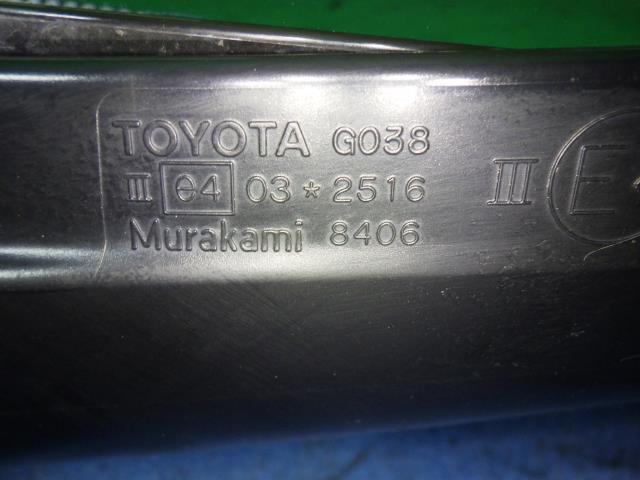 TOYOTA G038
III e4 03*2516
Murakami 8406
III E